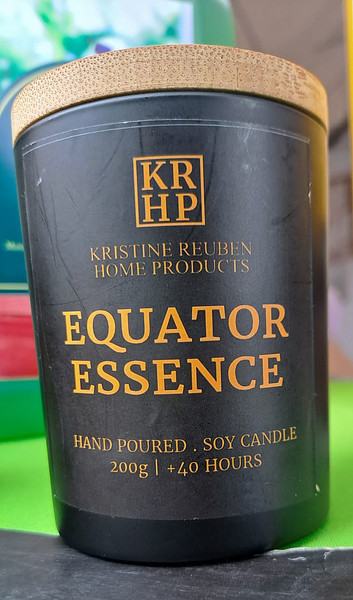 KR
HP
KRISTINE REUBEN
HOME PRODUCTS
EQUATOR
ESSENCE
HAND POURED . SOY CANDLE
200g | +40 HOURS